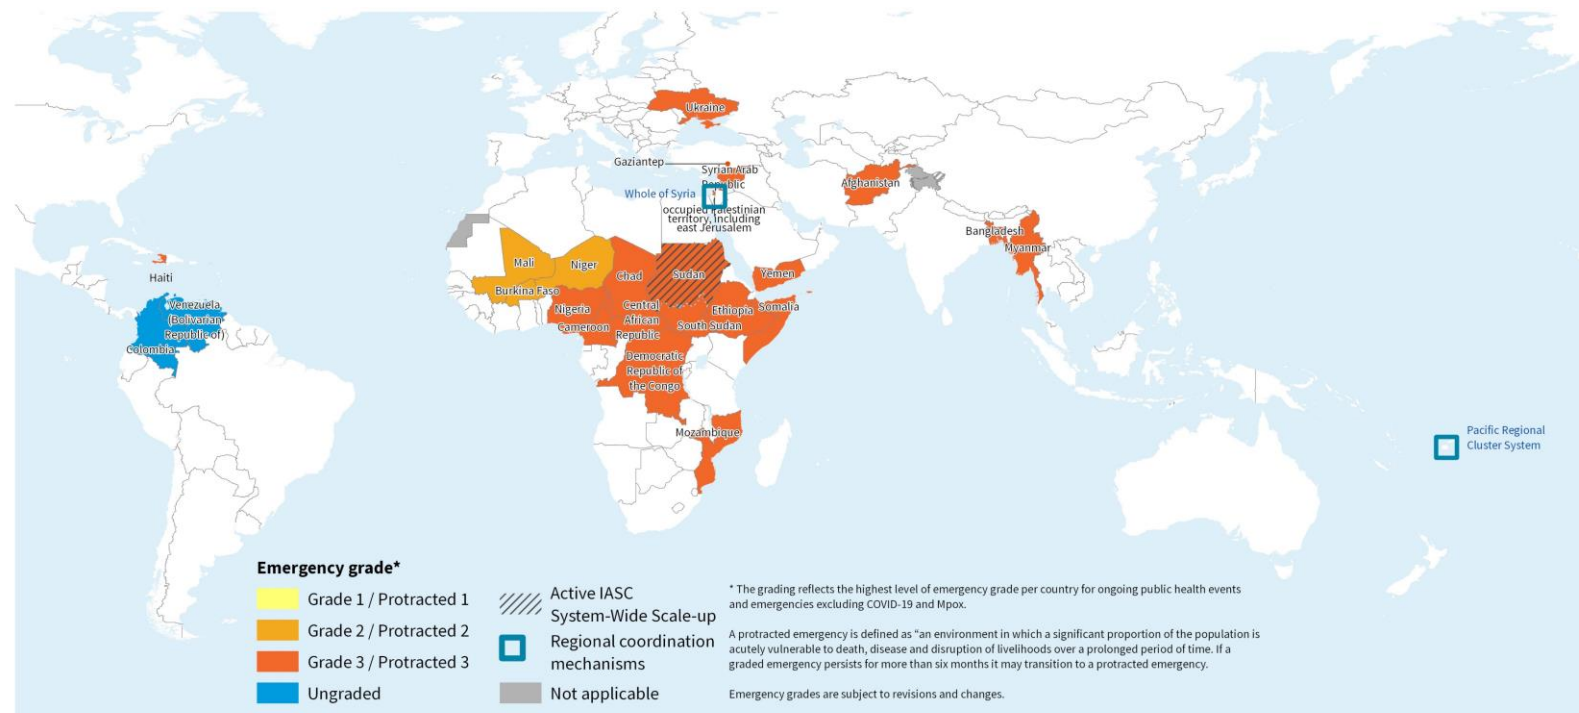 Ukraine
Gaziantep
Syrian Arab
Republic
Afghanistan
Whole of Syria
occupied Palestinian
territory, including
east Jerusalem
Bangladesh
Myanmar
Mali
Niger
Chad
Sudan
Yemen
Haiti
Burkina Faso
Venezuela
(Bolivarian
Republic of)
Colombia
Nigeria
Cameroon
Central
African
Republic
Ethiopia
Somalia
South Sudan
Democratic
Republic of
the Congo
Mozambique
Pacific Regional
Cluster System
Emergency grade*
Grade 1 / Protracted 1
Grade 2 / Protracted 2
Grade 3 / Protracted 3
Ungraded
Active IASC
System-Wide Scale-up
Regional coordination
mechanisms
Not applicable
* The grading reflects the highest level of emergency grade per country for ongoing public health events
and emergencies excluding COVID-19 and Mpox.
A protracted emergency is defined as “an environment in which a significant proportion of the population is
acutely vulnerable to death, disease and disruption of livelihoods over a prolonged period of time. If a
graded emergency persists for more than six months it may transition to a protracted emergency.
Emergency grades are subject to revisions and changes.